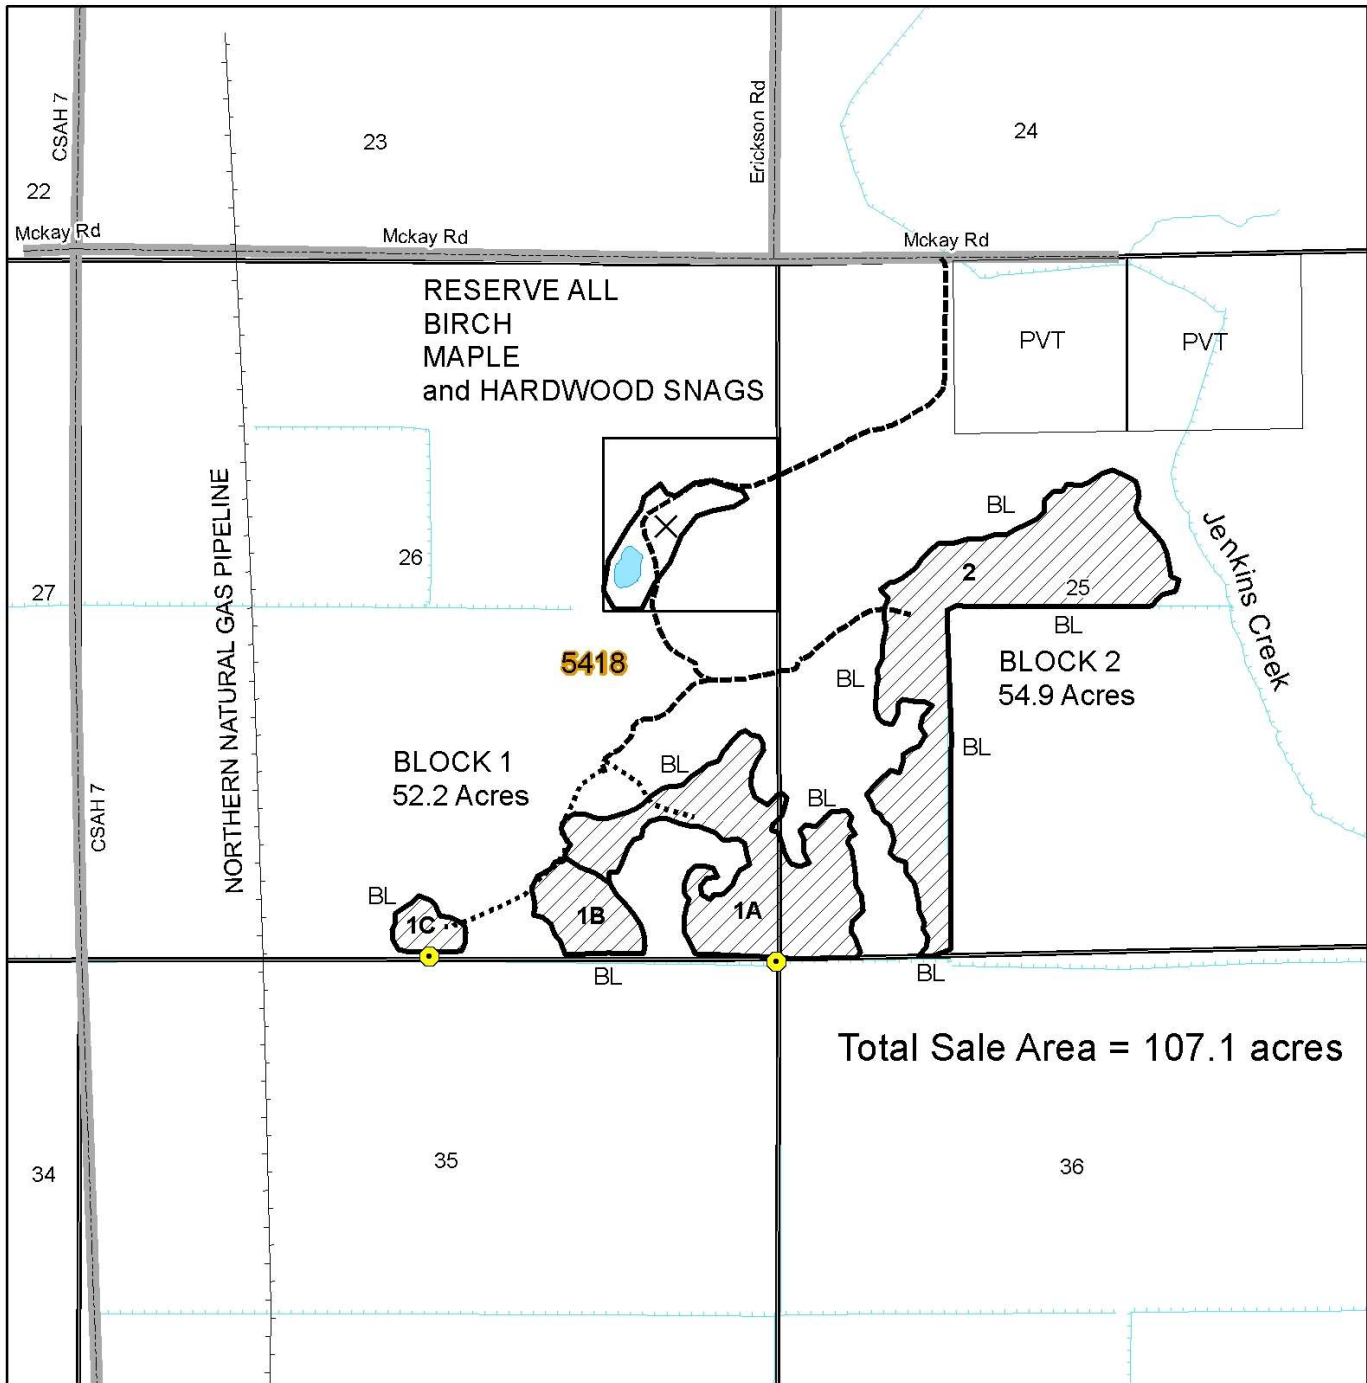 CSAH 7
23
Erickson Rd
24
22
Mckay Rd
Mckay Rd
Mckay Rd
RESERVE ALL
BIRCH
MAPLE
and HARDWOOD SNAGS
PVT
PVT
NORTHERN NATURAL GAS PIPELINE
26
27
BL
2
25
BL
Jenkins Creek
5418
BLOCK 2
54.9 Acres
BL
BL
BLOCK 1
52.2 Acres
BL
BL
CSAH 7
BL
1C
1B
1A
BL
BL
Total Sale Area = 107.1 acres
34
35
36